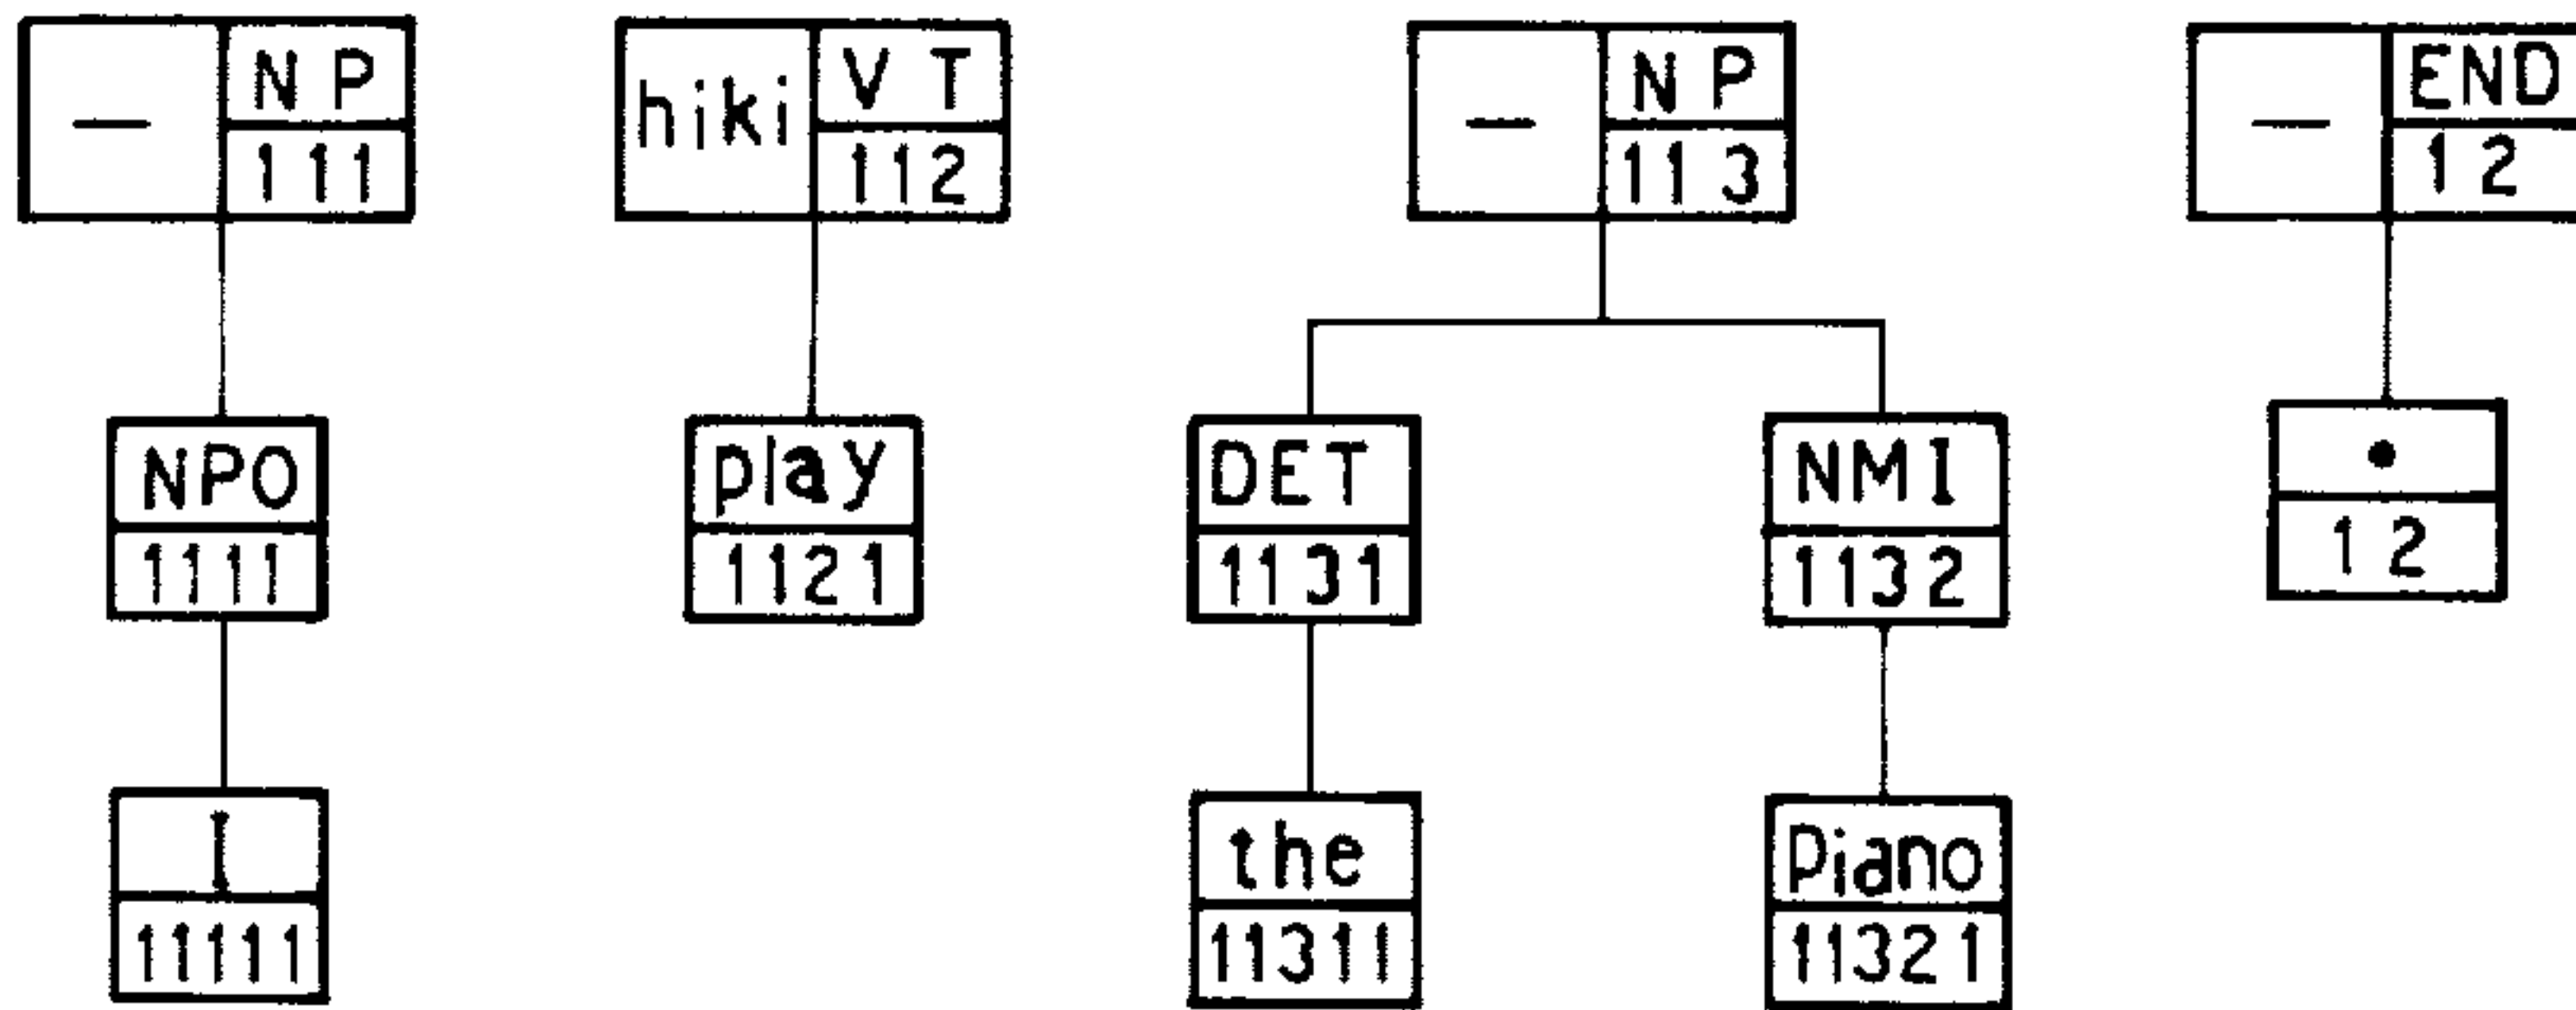 — NP 111
hiki VT 112
— NP 113
— END 12
NPO 1111
play 1121
DET 1131
NMI 1132
• 12
I 11111
the 11311
Piano 11321